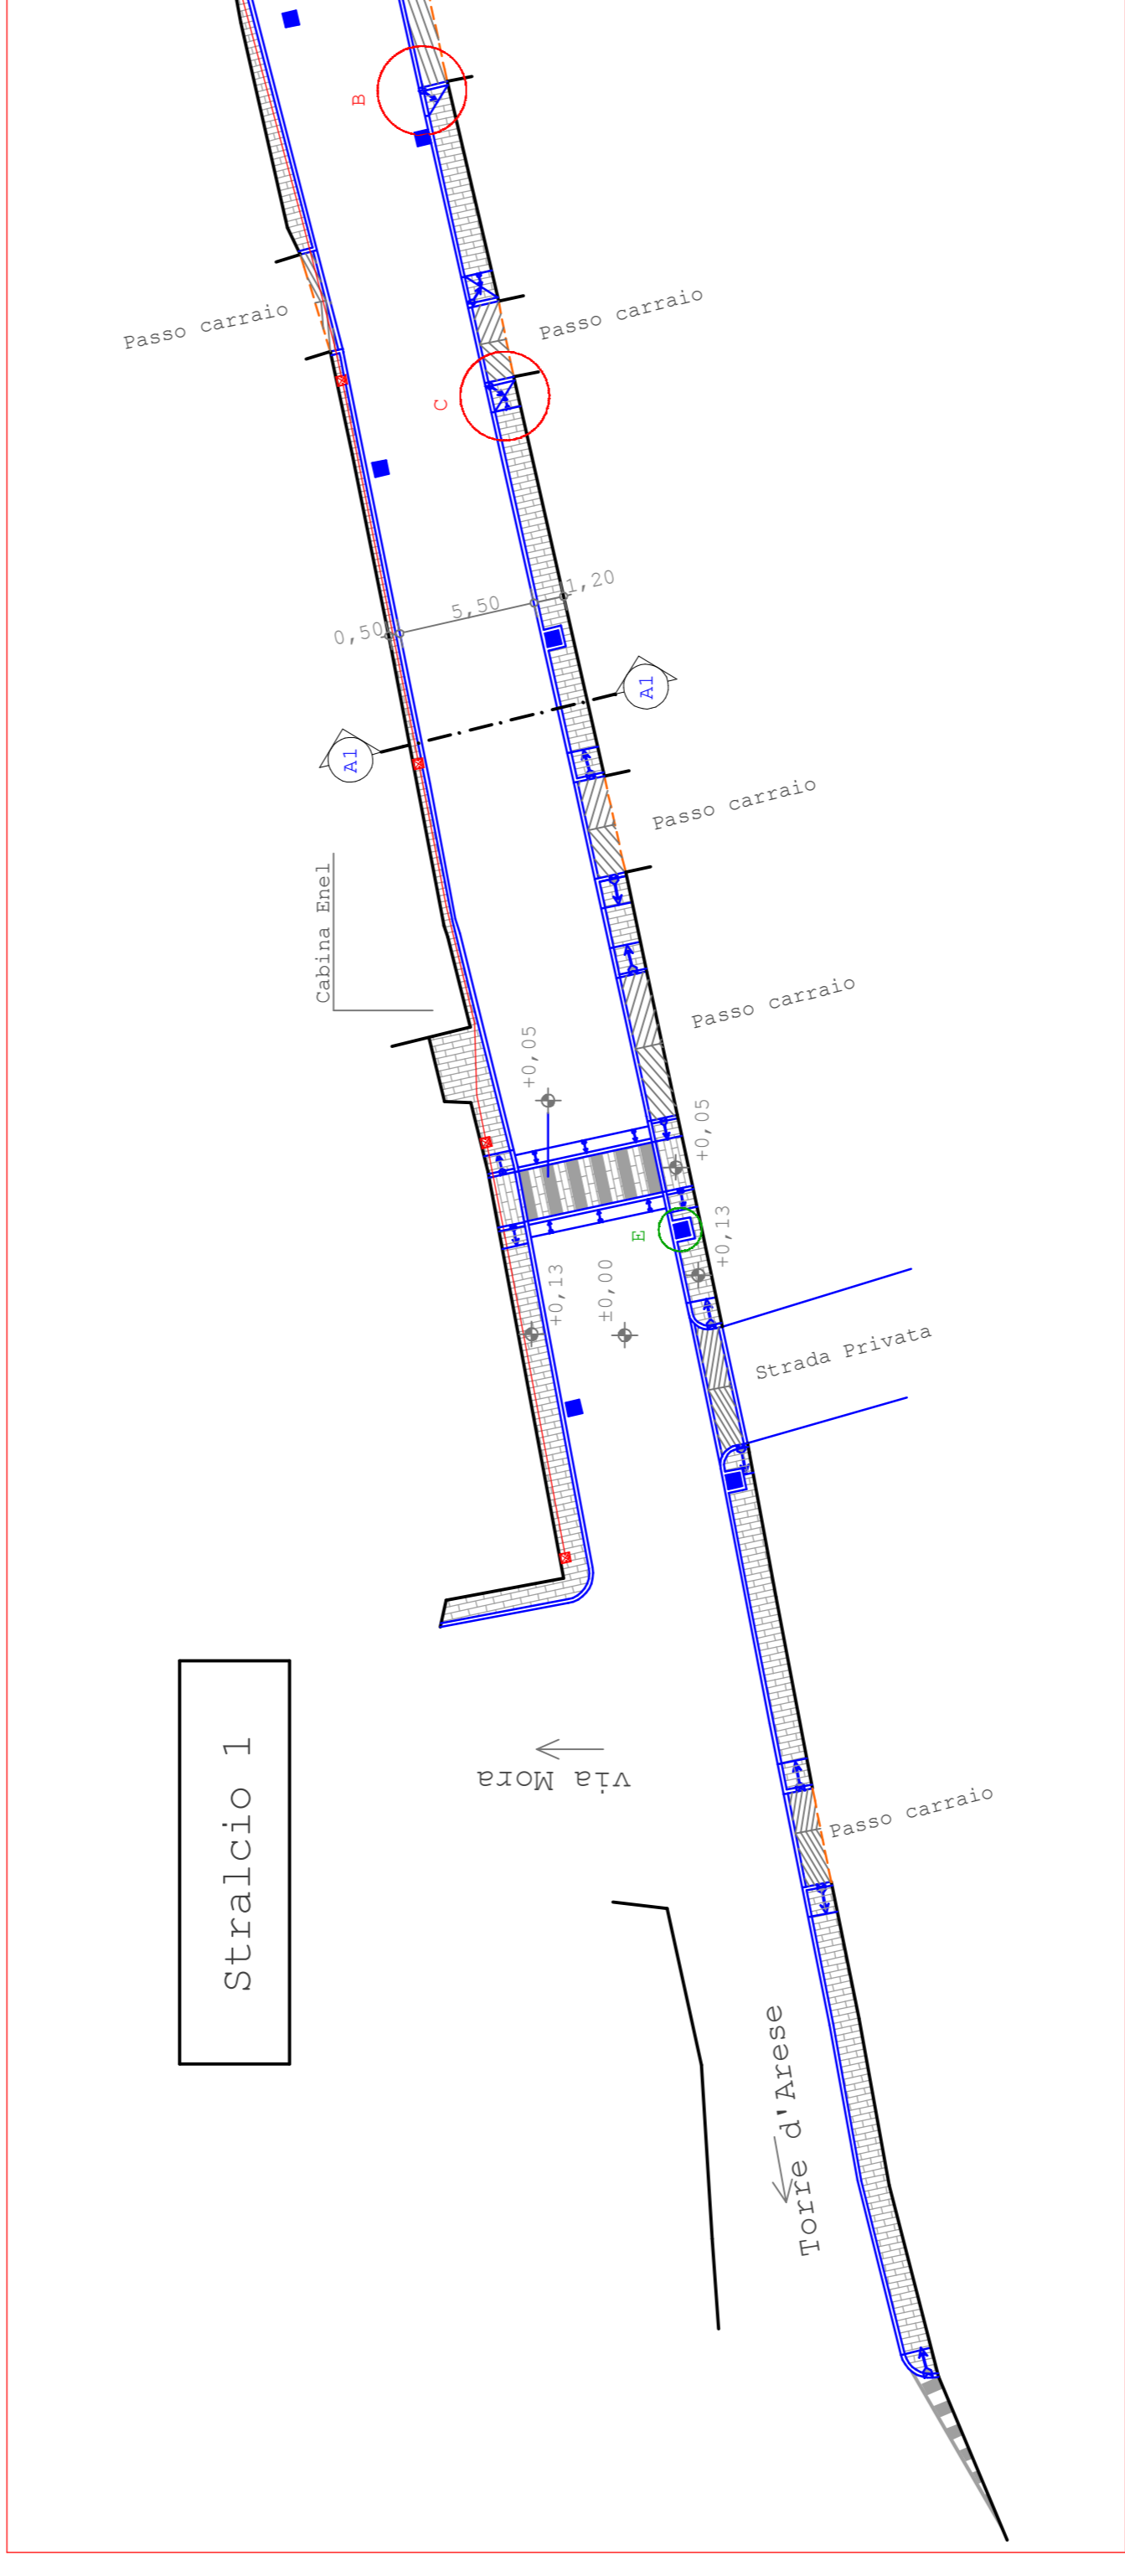 B
Passo carraio
Passo carraio
C
0,50
5,50
1,20
A1
A1
Passo carraio
Cabina Enel
Passo carraio
+0,05
+0,05
E
+0,13
+0,13
±0,00
Strada Privata
Stralcio 1
via Mora
Passo carraio
Torre d'Arese